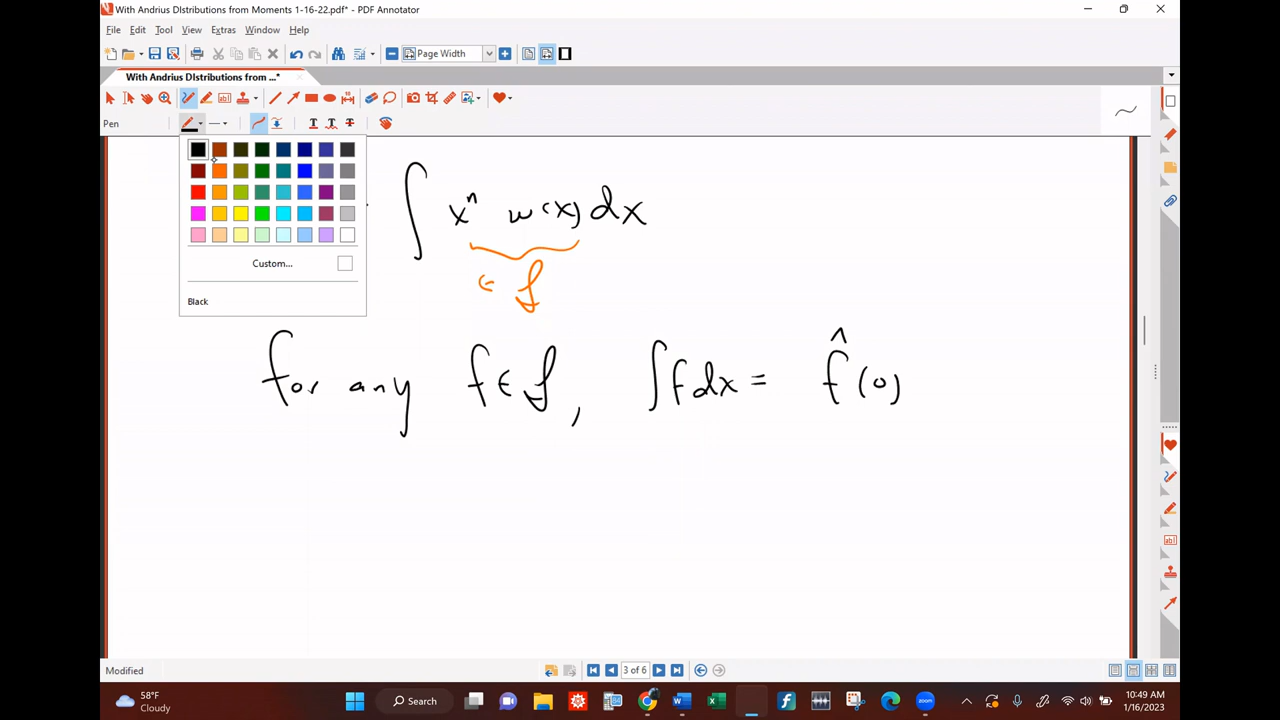 With Andrius DIstributions from Moments 1-16-22.pdf* - PDF Annotator
File Edit Tool View Extras Window Help
Page Width
With Andrius DIstributions from ...*
Pen
Custom...
Black
∫ xⁿ w(x) dx
∈ 𝒮
for any f ∈ 𝒮, ∫ f dx = f̂(0)
Modified
3 of 6
58°F
Cloudy
Search
zoom
10:49 AM
1/16/2023